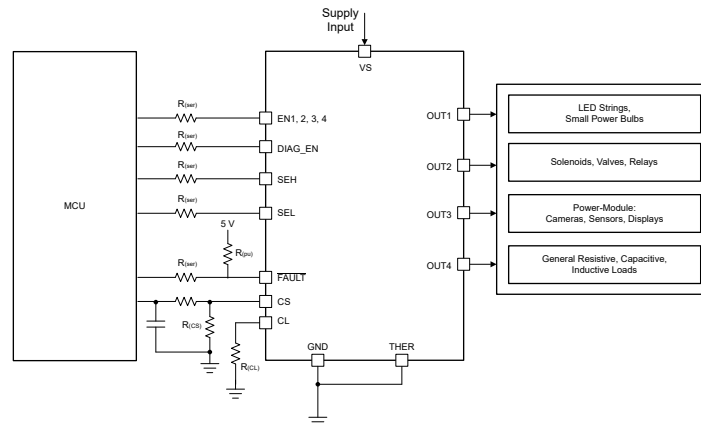 Supply
Input
VS
MCU
R(ser)
EN1, 2, 3, 4
R(ser)
DIAG_EN
R(ser)
SEH
R(ser)
SEL
5 V
R(pu)
R(ser)
FAULT
CS
R(CS)
CL
R(CL)
GND
THER
OUT1
OUT2
OUT3
OUT4
LED Strings,
Small Power Bulbs
Solenoids, Valves, Relays
Power-Module:
Cameras, Sensors, Displays
General Resistive, Capacitive,
Inductive Loads